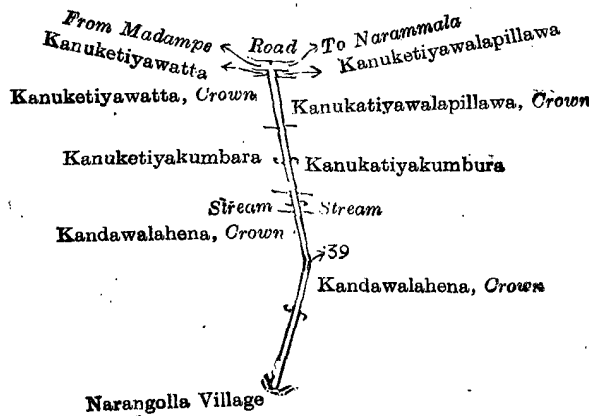 From Madampe Road To Narammala
Kanuketiyawatta Kanuketiyawalapillawa
Kanuketiyawatta, Crown Kanukatiyawalapillawa, Crown
Kanuketiyakumbara Kanukatiyakumbura
Stream Stream
Kandawalahena, Crown
39
Kandawalahena, Crown
Narangolla Village